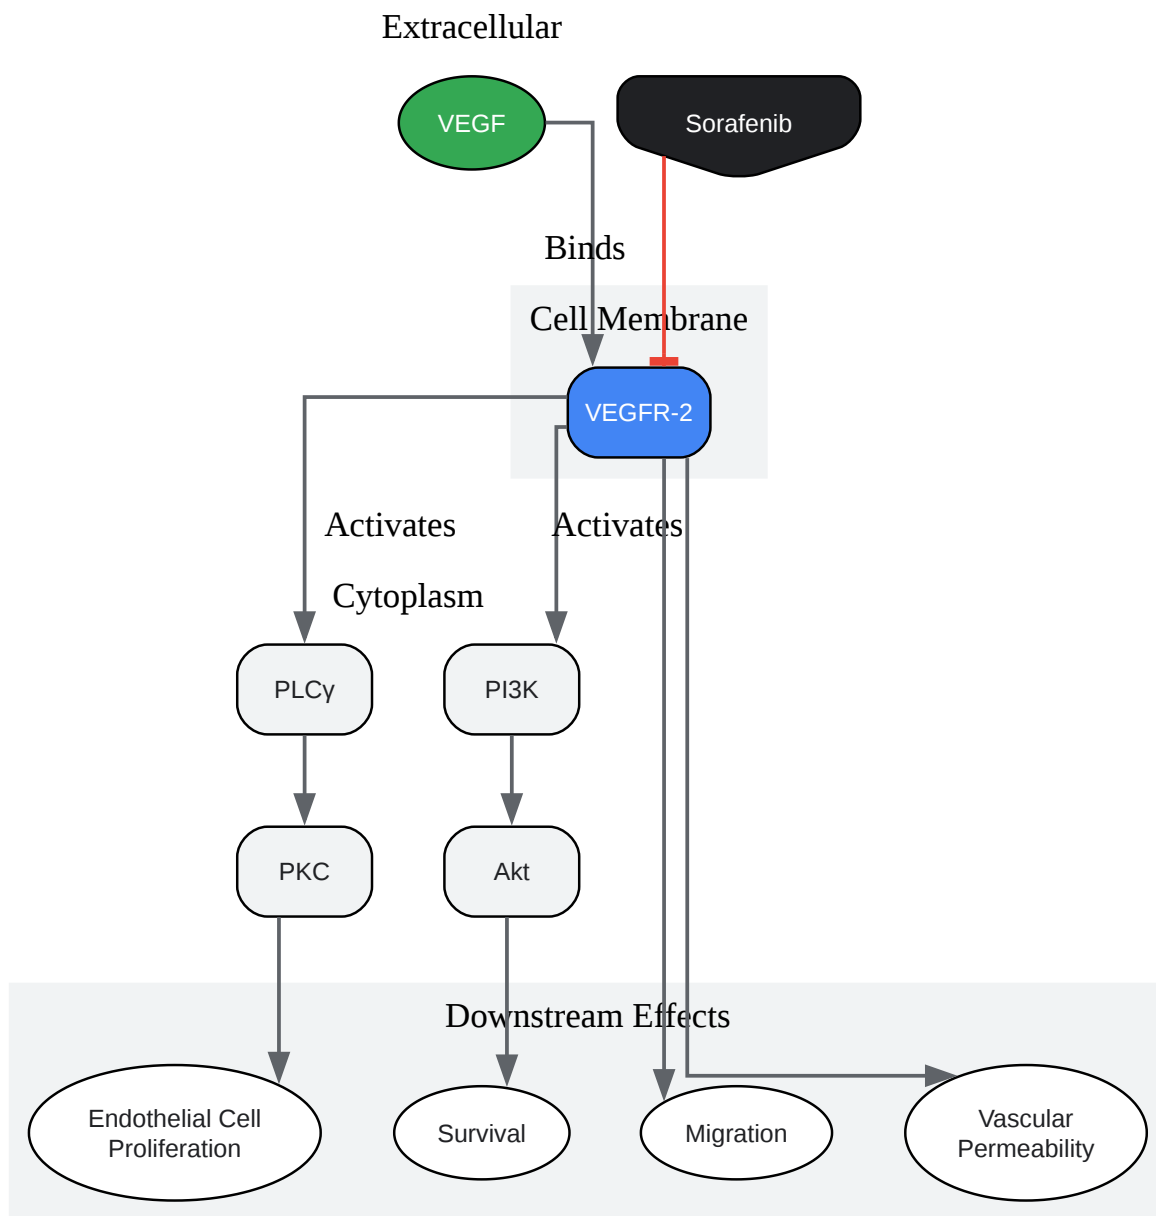 Extracellular
VEGF
Sorafenib
Binds
Cell Membrane
VEGFR-2
Activates
Activates
Cytoplasm
PLCγ
PI3K
PKC
Akt
Downstream Effects
Endothelial Cell
Proliferation
Survival
Migration
Vascular
Permeability